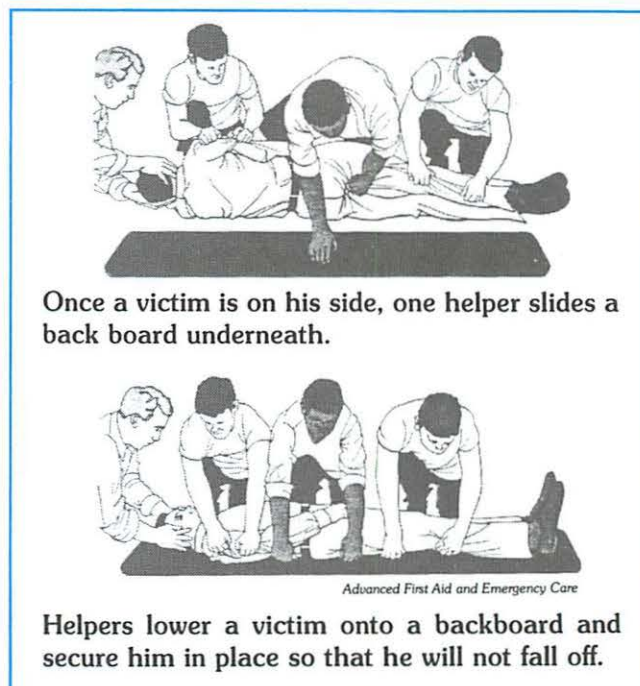 Once a victim is on his side, one helper slides a
back board underneath.
Advanced First Aid and Emergency Care
Helpers lower a victim onto a backboard and
secure him in place so that he will not fall off.